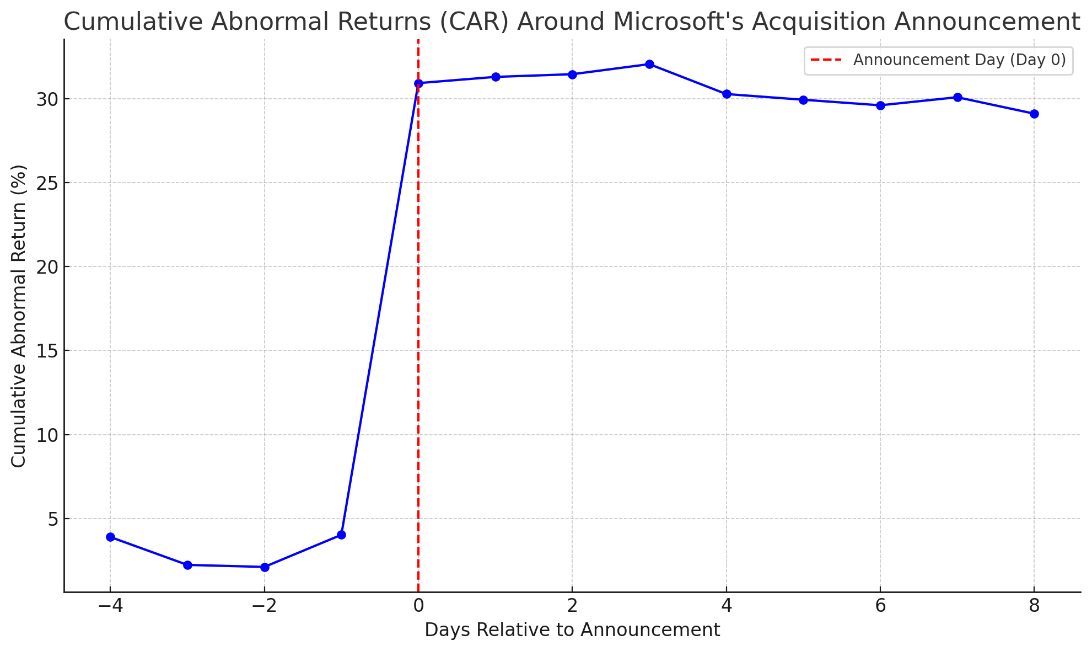 Cumulative Abnormal Returns (CAR) Around Microsoft's Acquisition Announcement
Announcement Day (Day 0)
Cumulative Abnormal Return (%)
30
25
20
15
10
5
−4 −2 0 2 4 6 8
Days Relative to Announcement